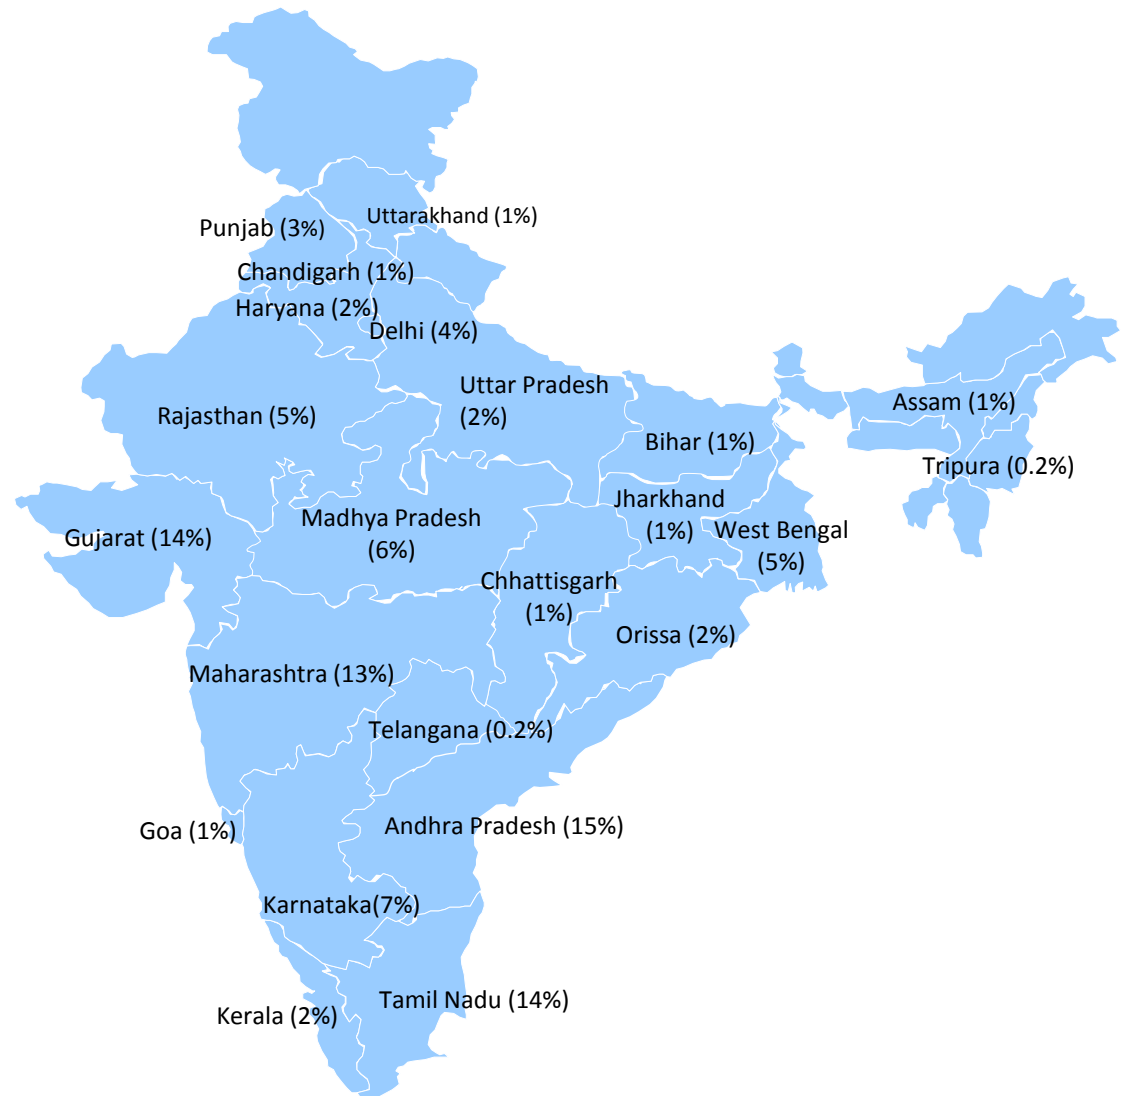 Uttarakhand (1%)
Punjab (3%)
Chandigarh (1%)
Haryana (2%)
Delhi (4%)
Uttar Pradesh
(2%)
Rajasthan (5%)
Assam (1%)
Bihar (1%)
Tripura (0.2%)
Jharkhand
(1%)
Madhya Pradesh
(6%)
West Bengal
(5%)
Gujarat (14%)
Chhattisgarh
(1%)
Orissa (2%)
Maharashtra (13%)
Telangana (0.2%)
Goa (1%)
Andhra Pradesh (15%)
Karnataka(7%)
Tamil Nadu (14%)
Kerala (2%)